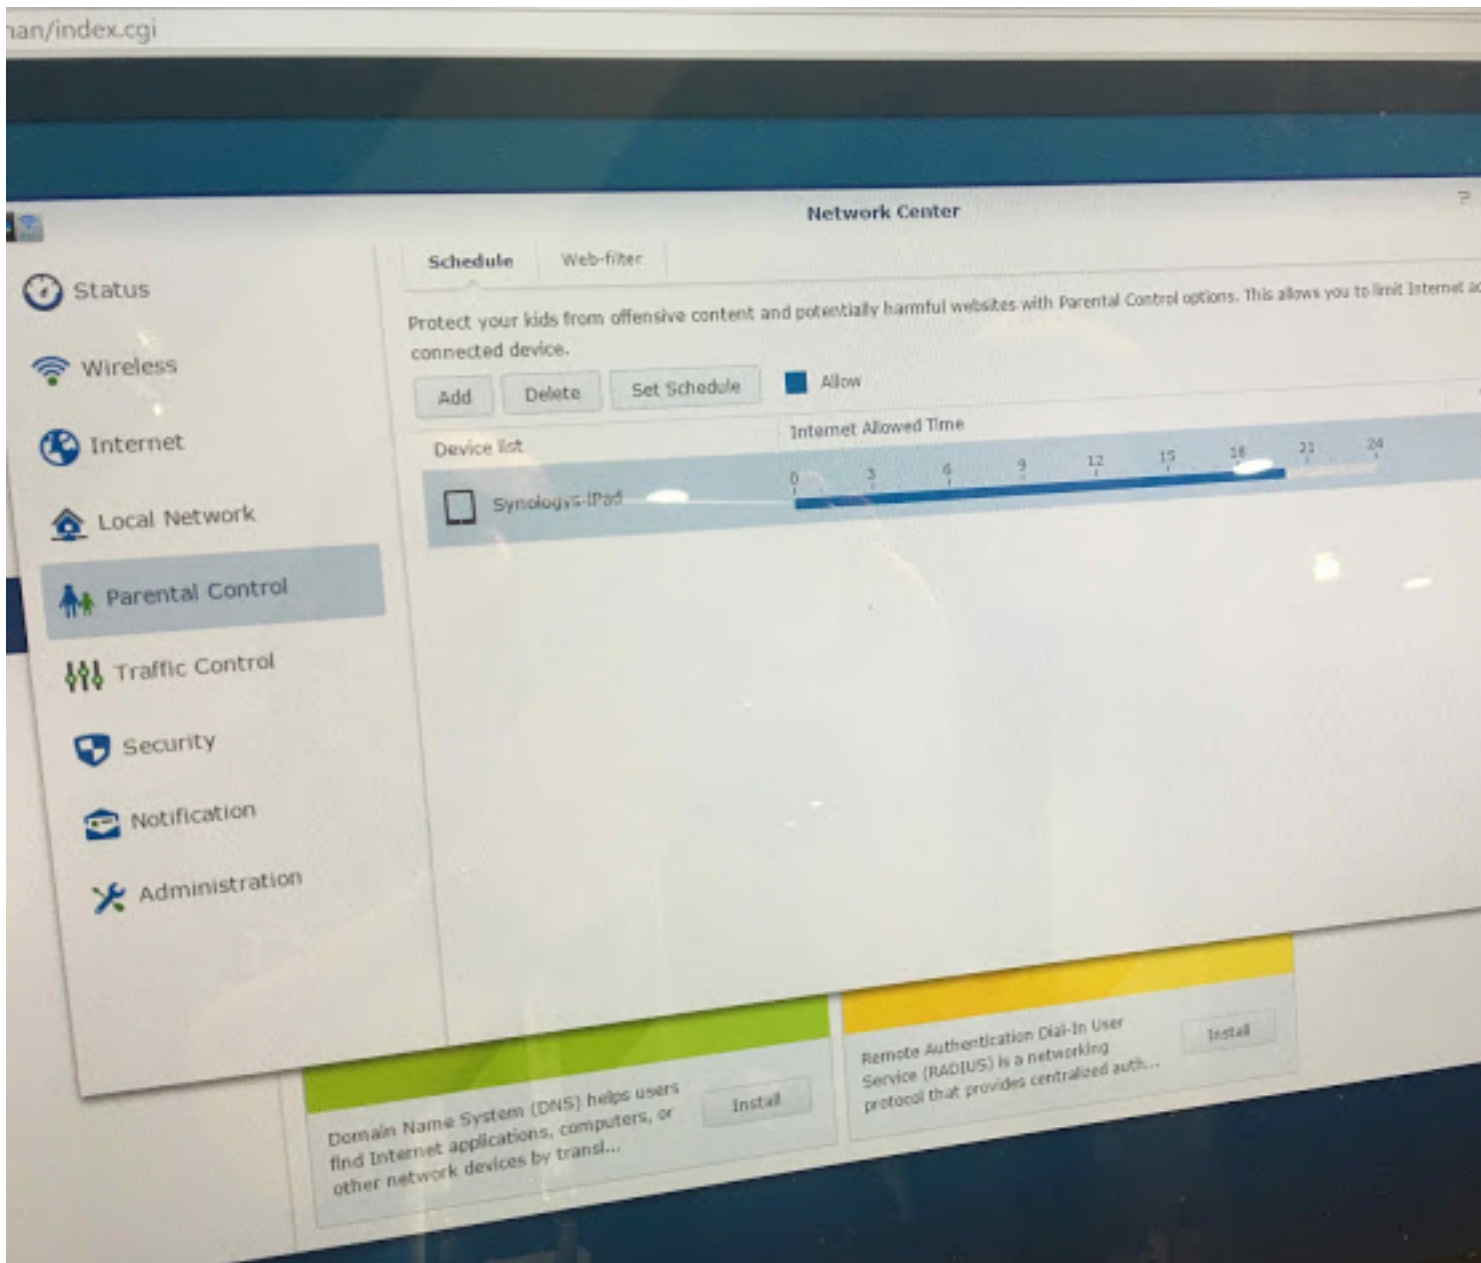 nan/index.cgi
Network Center
?
Status
Wireless
Internet
Local Network
Parental Control
Traffic Control
Security
Notification
Administration
Schedule Web-filter
Protect your kids from offensive content and potentially harmful websites with Parental Control options. This allows you to limit Internet ac
connected device.
Add Delete Set Schedule Allow
Device list Internet Allowed Time
0 3 6 9 12 15 18 21 24
Synologys-iPad
Domain Name System (DNS) helps users
find Internet applications, computers, or
other network devices by transl...
Install
Remote Authentication Dial-In User
Service (RADIUS) is a networking
protocol that provides centralized auth...
Install